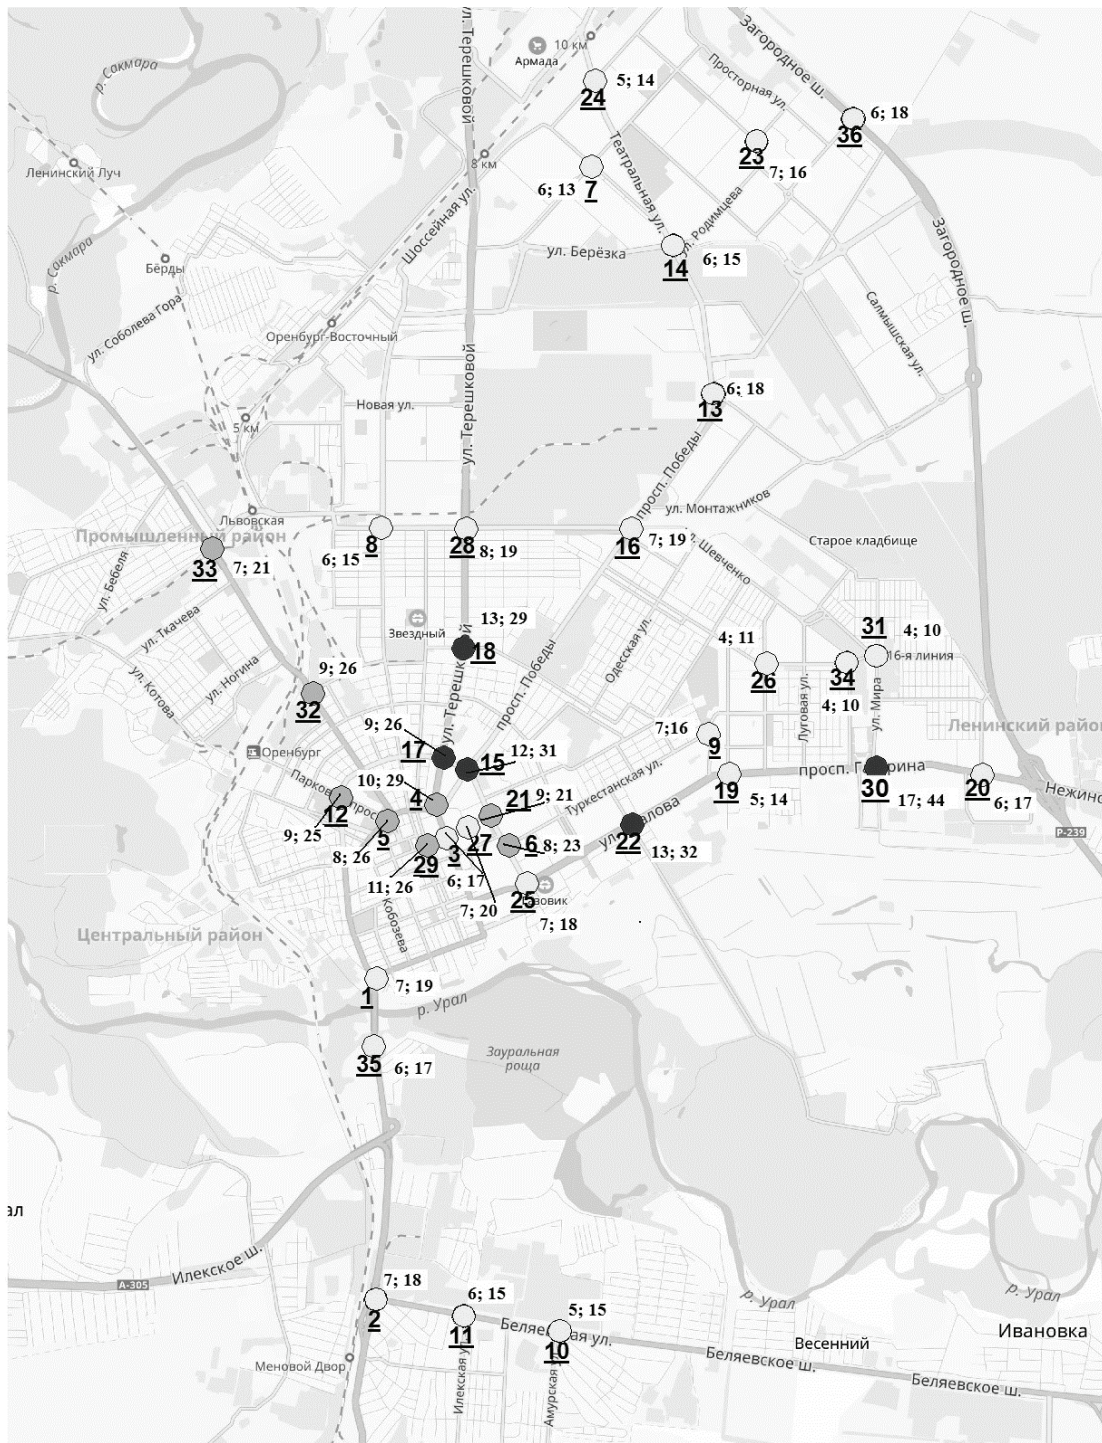 ул. Терешковой
Армада
10 км
Загородное ш.
5; 14
24
Просторная ул.
6; 18
36
р. Сакмара
Ленинский Луч
8 км
Театральная ул.
23
7; 16
6; 13
7
Шоссейная ул.
ул. Родимцева
р. Сакмара
Бёрды
ул. Берёзка
6; 15
14
Загородное ш.
ул. Соболева Гора
Оренбург-Восточный
Салмышская ул.
ул. Терешковой
6; 18
13
Новая ул.
5 км
просп. Победы
ул. Монтажников
Львовская
Промышленный район
8
6; 15
28
8; 19
16
7; 19
ул. Шевченко
Старое кладбище
33
7; 21
ул. Бебеля
ул. Ткачева
Звездный
13; 29
18
Одесская ул.
31
4; 10
4; 11
16-я линия
26
34
4; 10
ул. Ногина
ул. Котова
9; 26
32
просп. Победы
Луговая ул.
ул. Мира
9; 26
17
7;16
9
Ленинский район
Оренбург
12; 31
15
просп. Гагарина
19
5; 14
30
17; 44
20
6; 17
Нежинс
Р-239
Туркестанская ул.
10; 29
4
9; 21
21
12
9; 25
5
8; 26
22
13; 32
27
3
6
8; 23
29
11; 26
6; 17
7; 20
25
Газовик
7; 18
Кобозева
Центральный район
1
7; 19
р. Урал
35
6; 17
Зауральная
роща
ал
Илекское ш.
А-305
7; 18
2
6; 15
11
5; 15
10
Беляевская ул.
р. Урал
р. Урал
Весенний
Ивановка
Меновой Двор
Илекская ул.
Амурская ул.
Беляевское ш.
Беляевское ш.